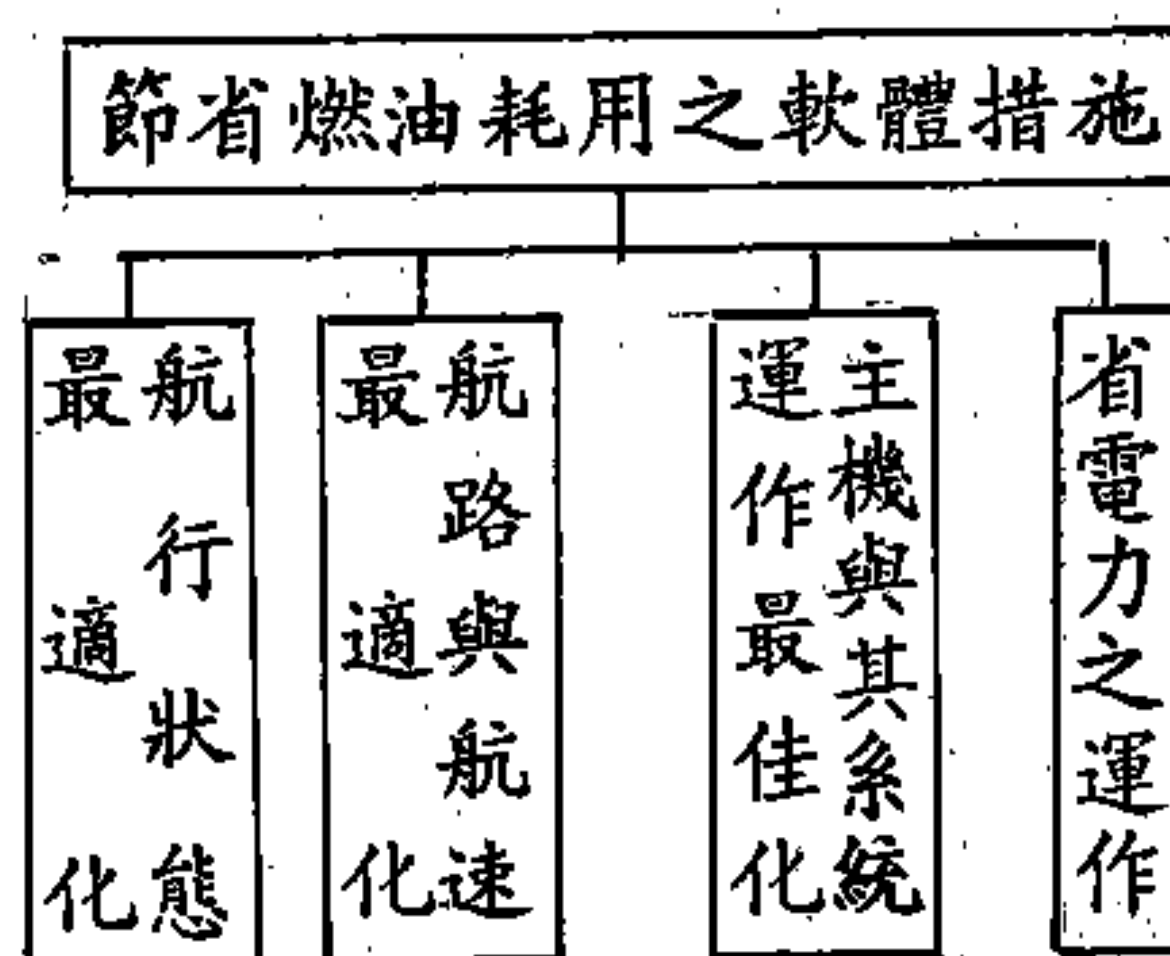 節省燃油耗用之軟體措施
航行狀態
最適化
航路與航速
最適化
主機與其系統
運作最佳化
省電力之運作